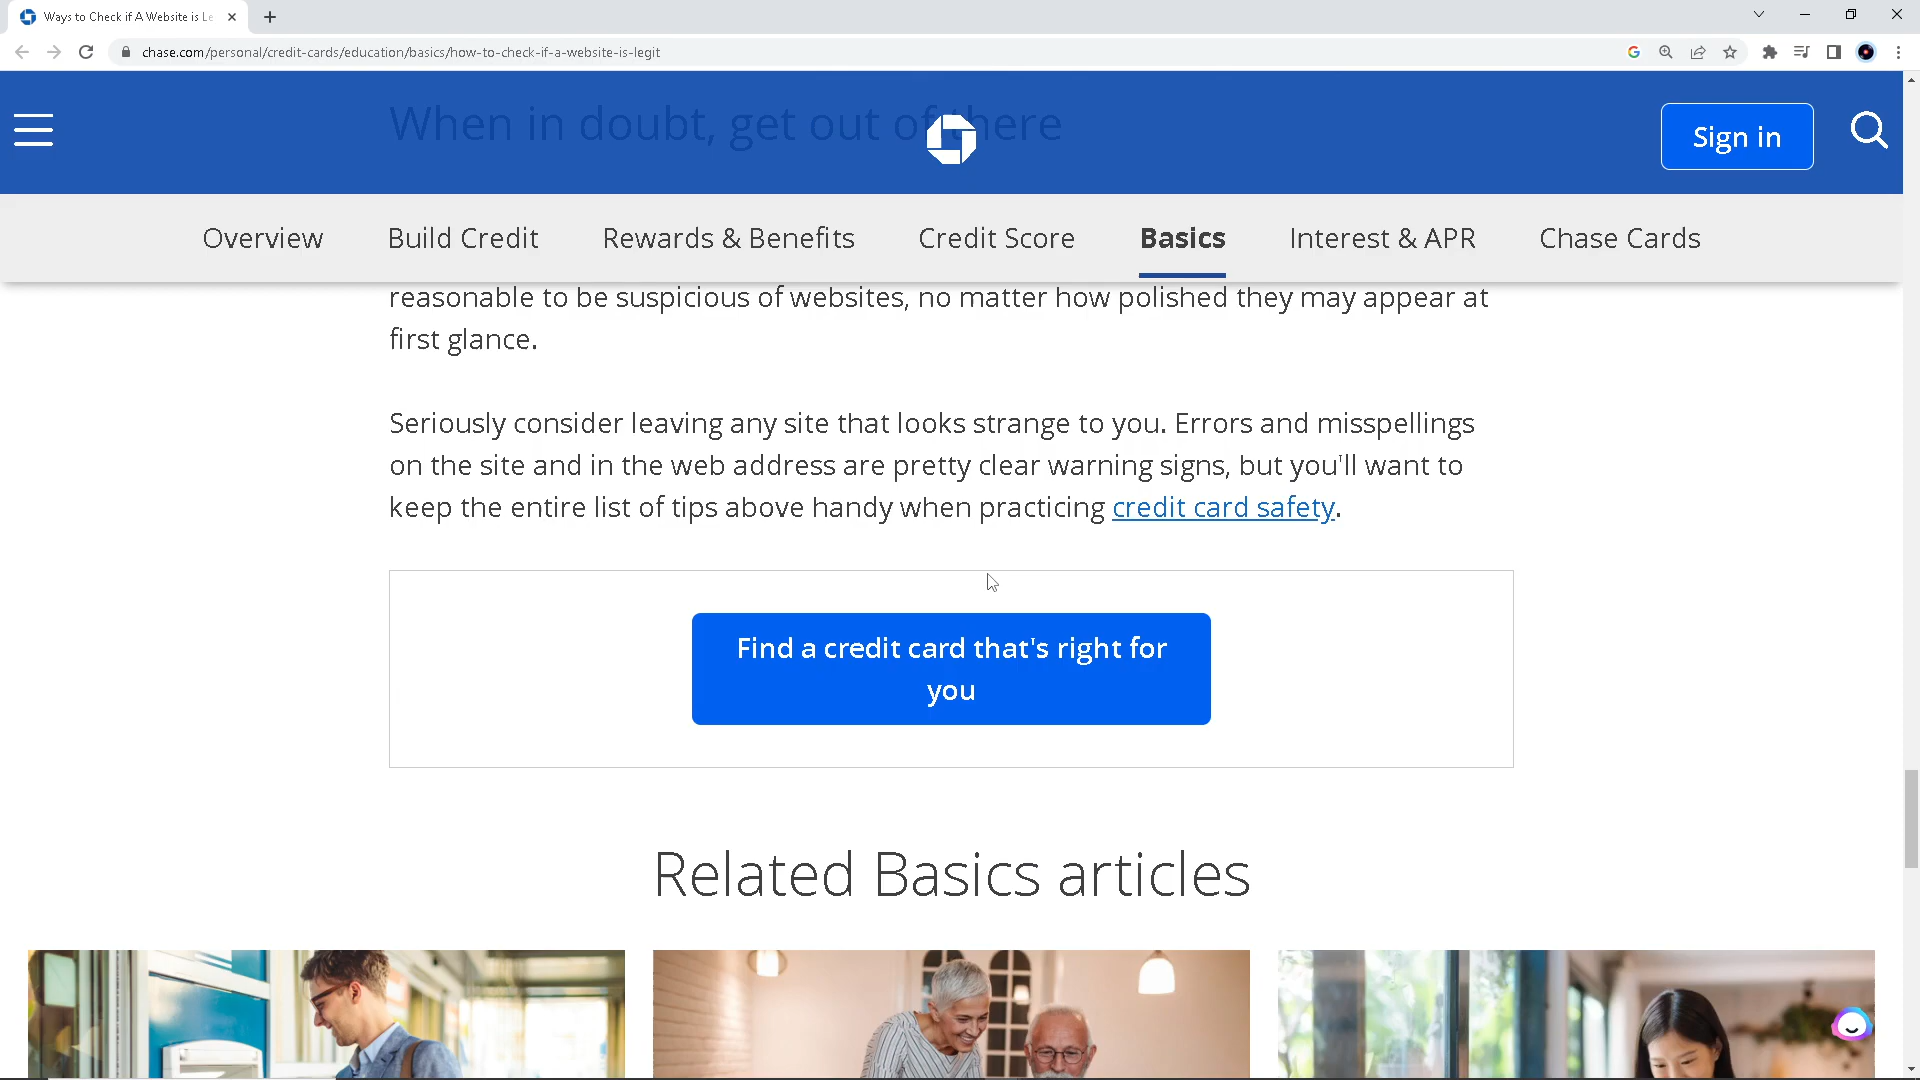 Ways to Check if A Website is Le
chase.com/personal/credit-cards/education/basics/how-to-check-if-a-website-is-legit
When in doubt, get out of there
Sign in
Overview
Build Credit
Rewards & Benefits
Credit Score
Basics
Interest & APR
Chase Cards
reasonable to be suspicious of websites, no matter how polished they may appear at
first glance.
Seriously consider leaving any site that looks strange to you. Errors and misspellings
on the site and in the web address are pretty clear warning signs, but you'll want to
keep the entire list of tips above handy when practicing credit card safety.
Find a credit card that's right for
you
Related Basics articles